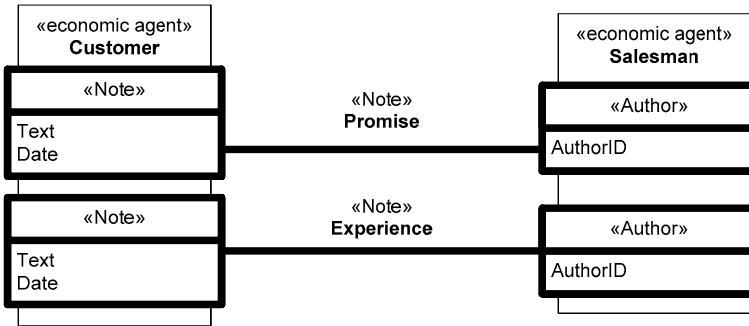 «economic agent»
Customer
«Note»
Text
Date
«Note»
Text
Date
«Note»
Promise
«Note»
Experience
«economic agent»
Salesman
«Author»
AuthorID
«Author»
AuthorID